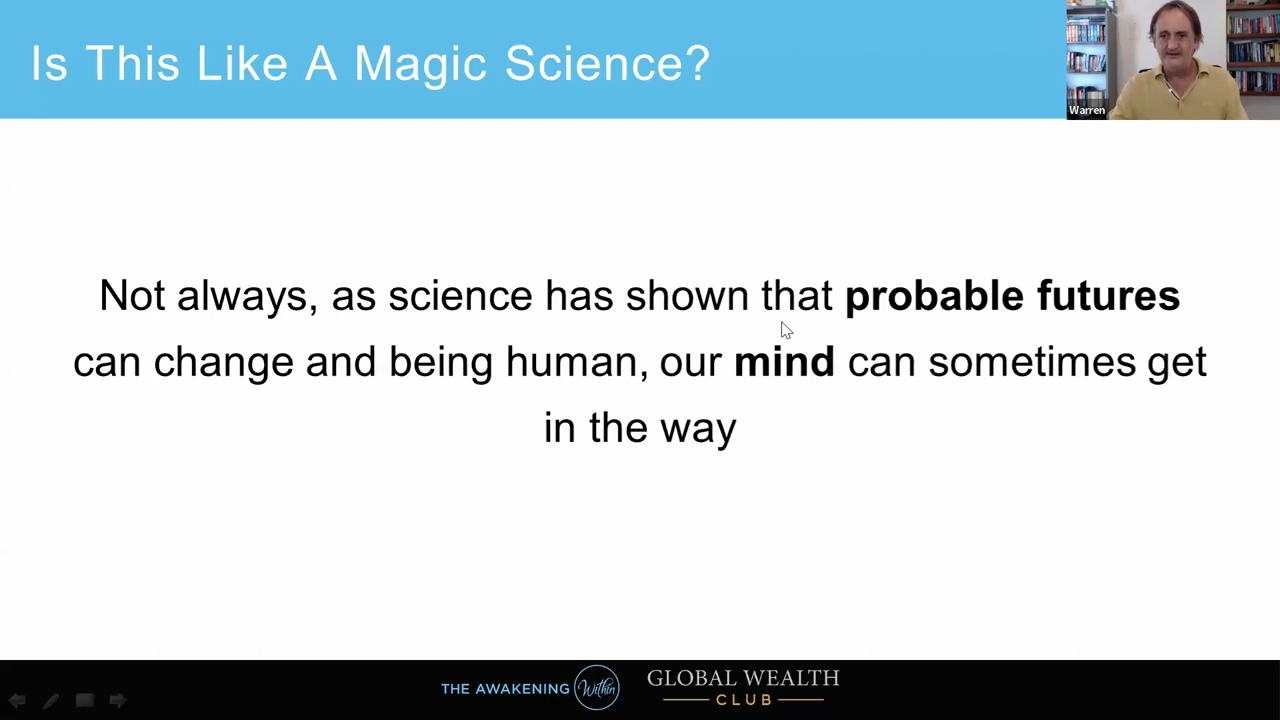 Is This Like A Magic Science?
Warren
Not always, as science has shown that probable futures
can change and being human, our mind can sometimes get
in the way
THE AWAKENING Within
GLOBAL WEALTH
CLUB